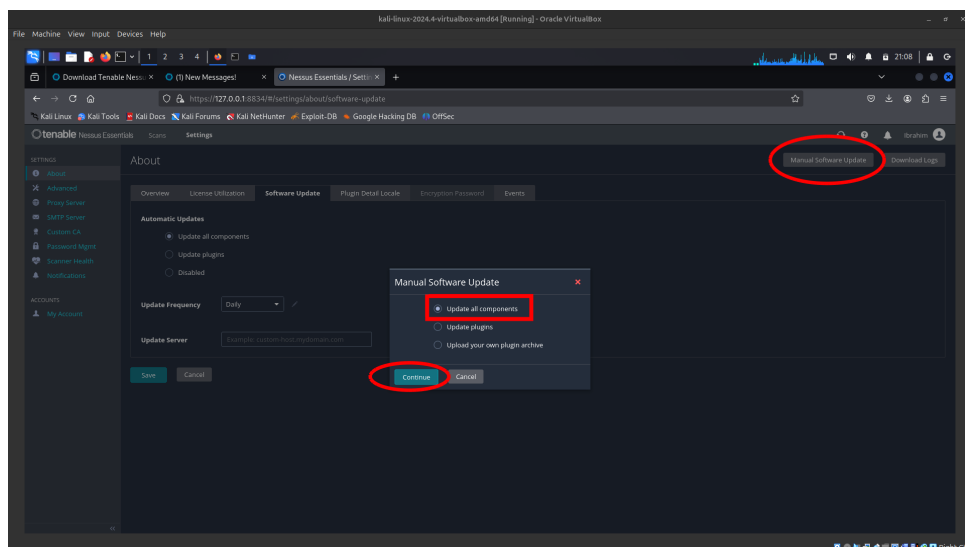 kali-linux-2024.4-virtualbox-amd64 [Running] - Oracle VirtualBox
File Machine View Input Devices Help
1 2 3 4
21:08
Download Tenable Nessu
(1) New Messages!
Nessus Essentials / Settin
https://127.0.0.1:8834/#/settings/about/software-update
Kali Linux Kali Tools Kali Docs Kali Forums Kali NetHunter Exploit-DB Google Hacking DB OffSec
tenable Nessus Essentials Scans Settings
Ibrahim
SETTINGS
About
Advanced
Proxy Server
SMTP Server
Custom CA
Password Mgmt
Scanner Health
Notifications
ACCOUNTS
My Account
About
Manual Software Update
Download Logs
Overview License Utilization Software Update Plugin Detail Locale Encryption Password Events
Automatic Updates
Update all components
Update plugins
Disabled
Update Frequency Daily
Update Server Example: custom-host.mydomain.com
Save Cancel
Manual Software Update
Update all components
Update plugins
Upload your own plugin archive
Continue Cancel